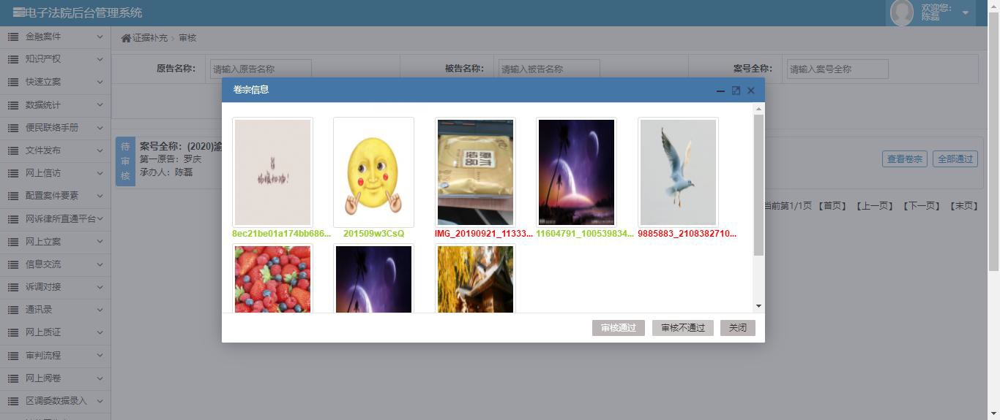 电子法院后台管理系统
欢迎您:
陈磊
金融案件
知识产权
快速立案
数据统计
便民联络手册
文件发布
网上信访
配置案件要素
网诉律所直通平台
网上立案
信息交流
诉调对接
通讯录
网上质证
审判流程
网上阅卷
区调委数据录入
证据补充 > 审核
原告名称: 请输入原告名称 被告名称: 请输入被告名称 案号全称: 请输入案号全称
待审核
案号全称: (2020)渝
第一原告: 罗庆
承办人: 陈磊
查看卷宗 全部通过
当前第1/1页 【首页】 【上一页】 【下一页】 【末页】
卷宗信息
8ec21be01a174bb686... 201509w3CsQ IMG_20190921_11333... 11604791_100539834... 9885883_2108382710...
审核通过 审核不通过 关闭